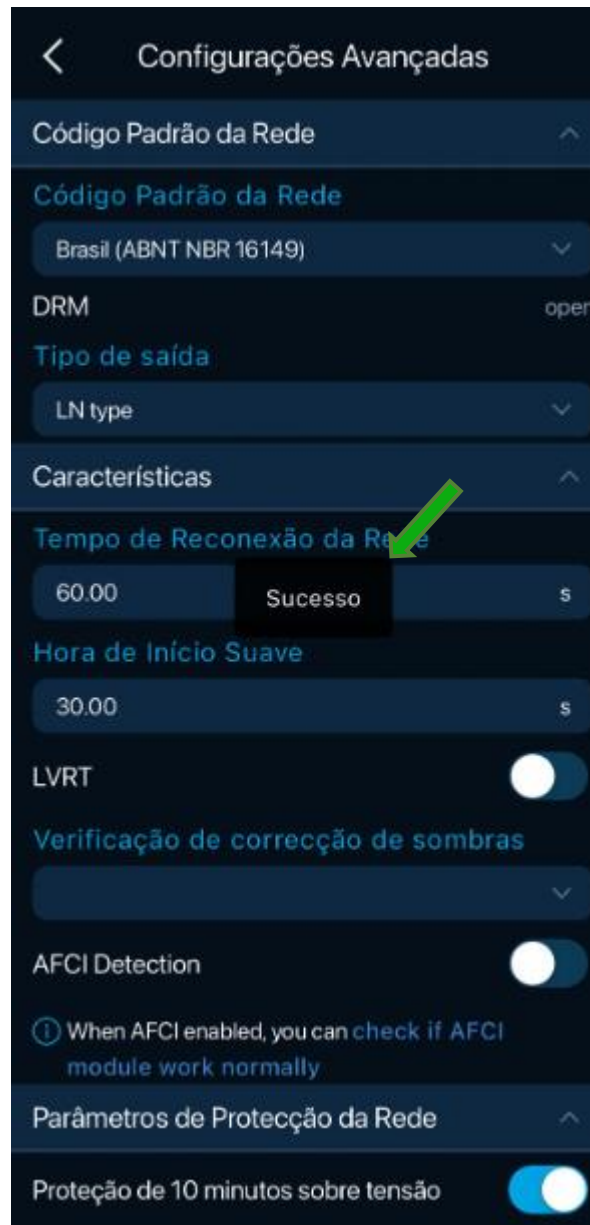 Configurações Avançadas
Código Padrão da Rede
Código Padrão da Rede
Brasil (ABNT NBR 16149)
DRM oper
Tipo de saída
LN type
Características
Tempo de Reconexão da Re e
60.00 s
Sucesso
Hora de Início Suave
30.00 s
LVRT
Verificação de correcção de sombras
AFCI Detection
When AFCI enabled, you can check if AFCI
module work normally
Parâmetros de Protecção da Rede
Proteção de 10 minutos sobre tensão